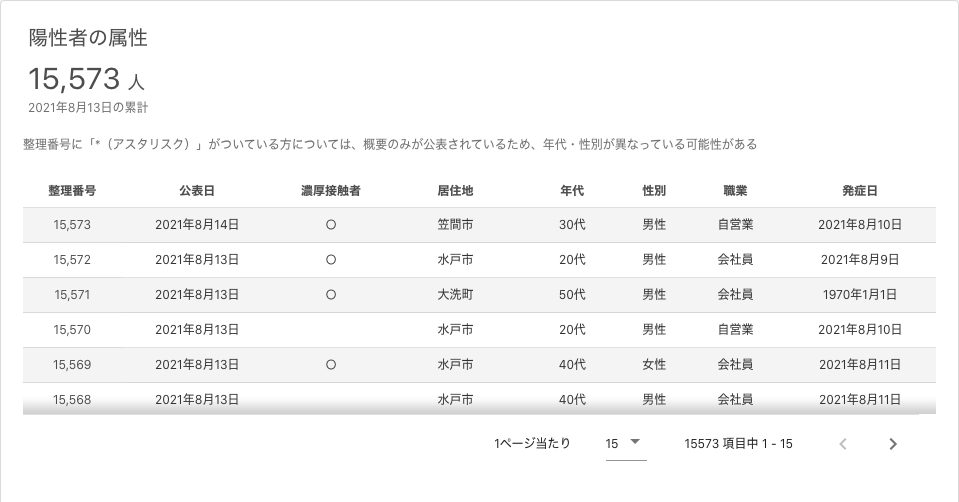 陽性者の属性
15,573 人
2021年8月13日の累計
整理番号に「*（アスタリスク）」がついている方については、概要のみが公表されているため、年代・性別が異なっている可能性がある
整理番号 公表日 濃厚接触者 居住地 年代 性別 職業 発症日
15,573 2021年8月14日 ○ 笠間市 30代 男性 自営業 2021年8月10日
15,572 2021年8月13日 ○ 水戸市 20代 男性 会社員 2021年8月9日
15,571 2021年8月13日 ○ 大洗町 50代 男性 会社員 1970年1月1日
15,570 2021年8月13日 水戸市 20代 男性 自営業 2021年8月10日
15,569 2021年8月13日 ○ 水戸市 40代 女性 会社員 2021年8月11日
15,568 2021年8月13日 水戸市 40代 男性 会社員 2021年8月11日
1ページ当たり 15 15573 項目中 1 - 15